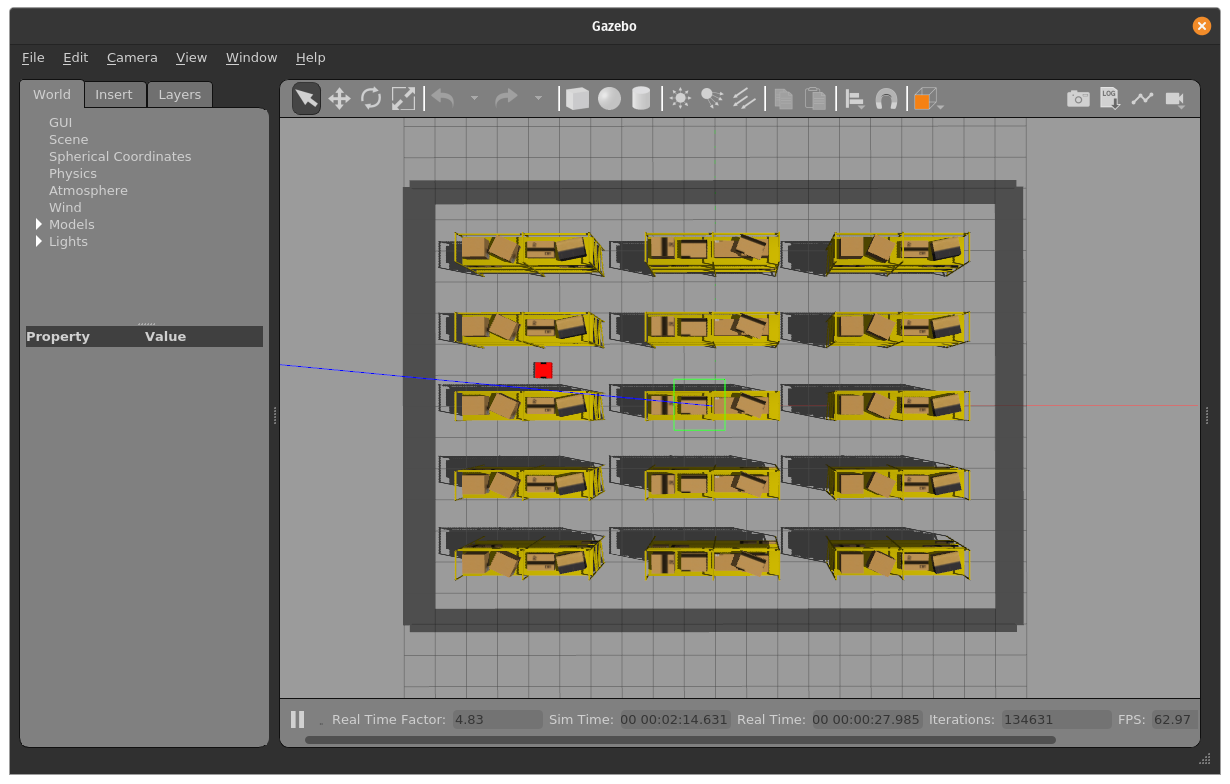 Gazebo
File Edit Camera View Window Help
World Insert Layers
LOG
GUI
Scene
Spherical Coordinates
Physics
Atmosphere
Wind
Models
Lights
Property Value
Real Time Factor: 4.83 Sim Time: 00 00:02:14.631 Real Time: 00 00:00:27.985 Iterations: 134631 FPS: 62.97